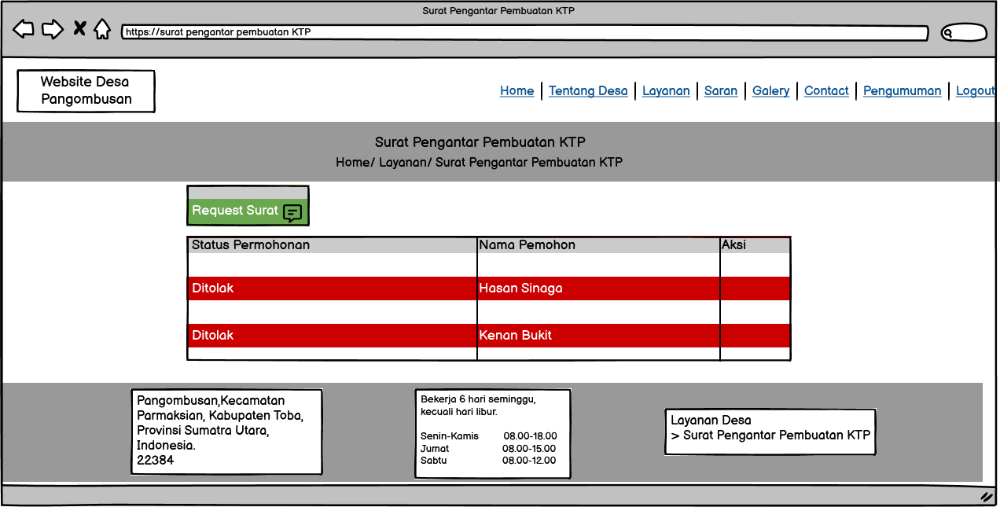 Surat Pengantar Pembuatan KTP
https://surat pengantar pembuatan KTP
Website Desa
Pangombusan
Home | Tentang Desa | Layanan | Saran | Galery | Contact | Pengumuman | Logout
Surat Pengantar Pembuatan KTP
Home/ Layanan/ Surat Pengantar Pembuatan KTP
Request Surat
Status Permohonan Nama Pemohon Aksi
Ditolak Hasan Sinaga
Ditolak Kenan Bukit
Pangombusan,Kecamatan
Parmaksian, Kabupaten Toba,
Provinsi Sumatra Utara,
Indonesia.
22384
Bekerja 6 hari seminggu,
kecuali hari libur.
Senin-Kamis 08.00-18.00
Jumat 08.00-15.00
Sabtu 08.00-12.00
Layanan Desa
> Surat Pengantar Pembuatan KTP